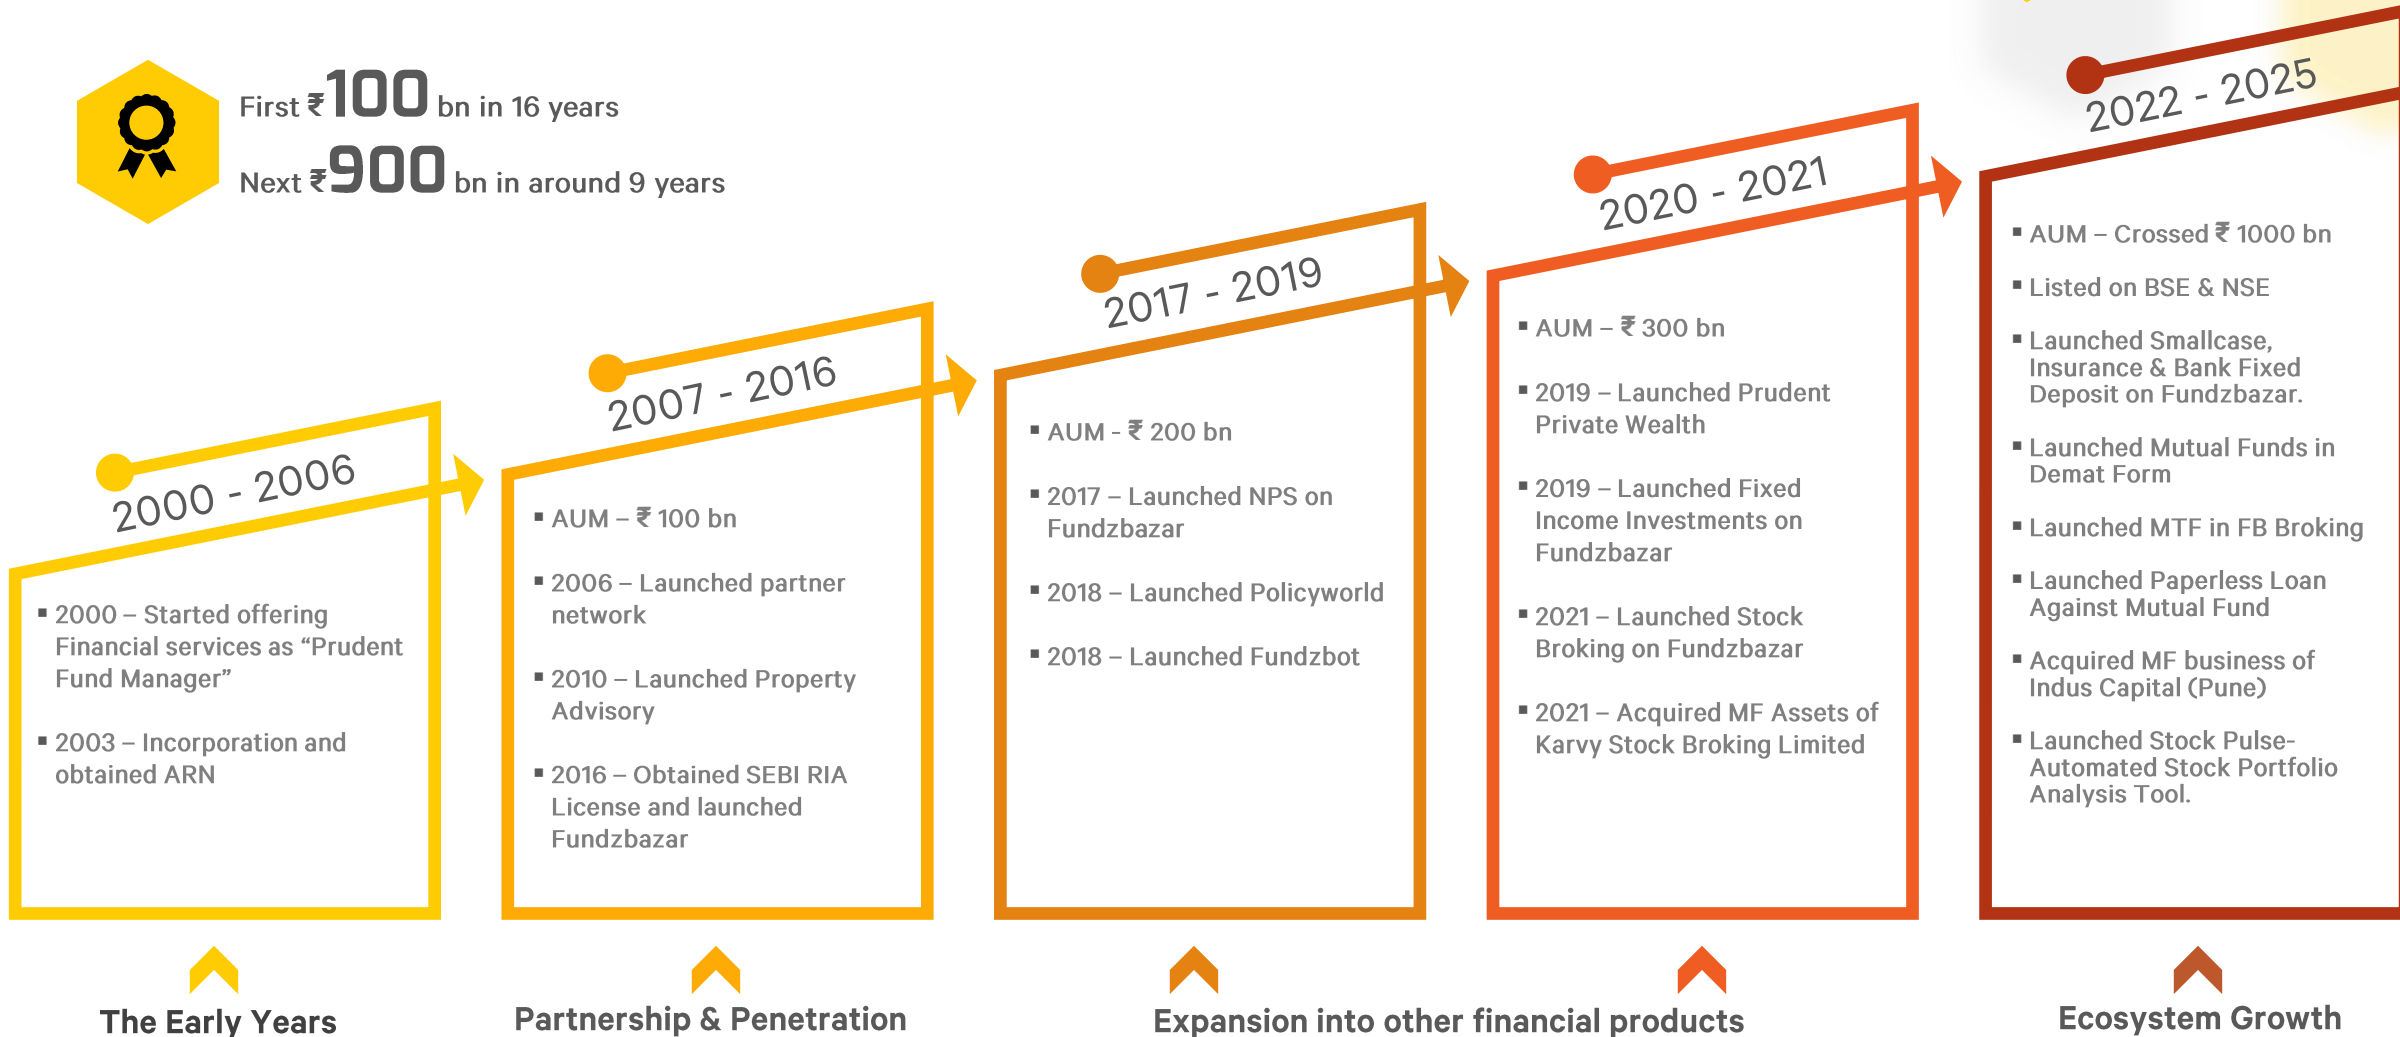 First ₹100 bn in 16 years
Next ₹900 bn in around 9 years
2000 - 2006
▪ 2000 – Started offering
Financial services as “Prudent
Fund Manager”
▪ 2003 – Incorporation and
obtained ARN
The Early Years
2007 - 2016
▪ AUM – ₹ 100 bn
▪ 2006 – Launched partner
network
▪ 2010 – Launched Property
Advisory
▪ 2016 – Obtained SEBI RIA
License and launched
Fundzbazar
Partnership & Penetration
2017 - 2019
▪ AUM - ₹ 200 bn
▪ 2017 – Launched NPS on
Fundzbazar
▪ 2018 – Launched Policyworld
▪ 2018 – Launched Fundzbot
2020 - 2021
▪ AUM – ₹ 300 bn
▪ 2019 – Launched Prudent
Private Wealth
▪ 2019 – Launched Fixed
Income Investments on
Fundzbazar
▪ 2021 – Launched Stock
Broking on Fundzbazar
▪ 2021 – Acquired MF Assets of
Karvy Stock Broking Limited
Expansion into other financial products
2022 - 2025
▪ AUM – Crossed ₹ 1000 bn
▪ Listed on BSE & NSE
▪ Launched Smallcase,
Insurance & Bank Fixed
Deposit on Fundzbazar.
▪ Launched Mutual Funds in
Demat Form
▪ Launched MTF in FB Broking
▪ Launched Paperless Loan
Against Mutual Fund
▪ Acquired MF business of
Indus Capital (Pune)
▪ Launched Stock Pulse-
Automated Stock Portfolio
Analysis Tool.
Ecosystem Growth